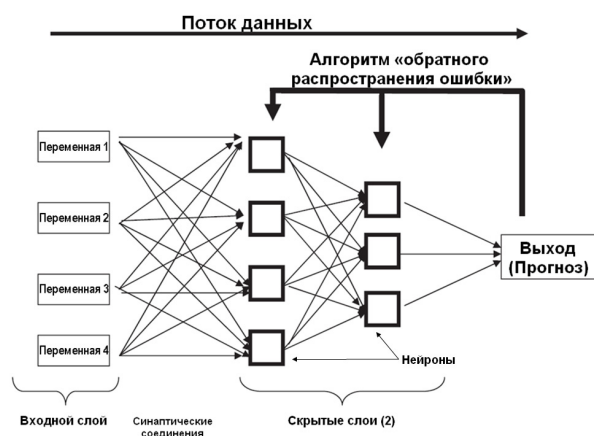 Поток данных
Алгоритм «обратного
распространения ошибки»
Переменная 1
Переменная 2
Переменная 3
Переменная 4
Выход
(Прогноз)
Нейроны
Входной слой
Синаптические
соединения
Скрытые слои (2)